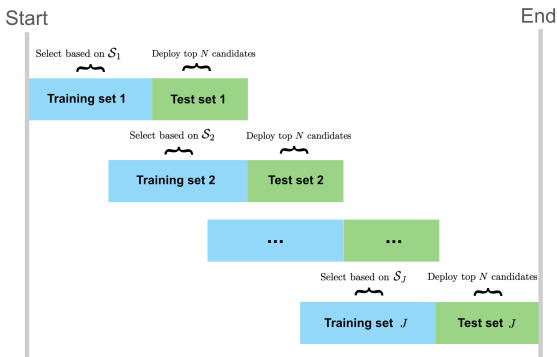 Start
End
Select based on 𝒮₁
Deploy top N candidates
Training set 1
Test set 1
Select based on 𝒮₂
Deploy top N candidates
Training set 2
Test set 2
...
...
Select based on 𝒮_J
Deploy top N candidates
Training set J
Test set J